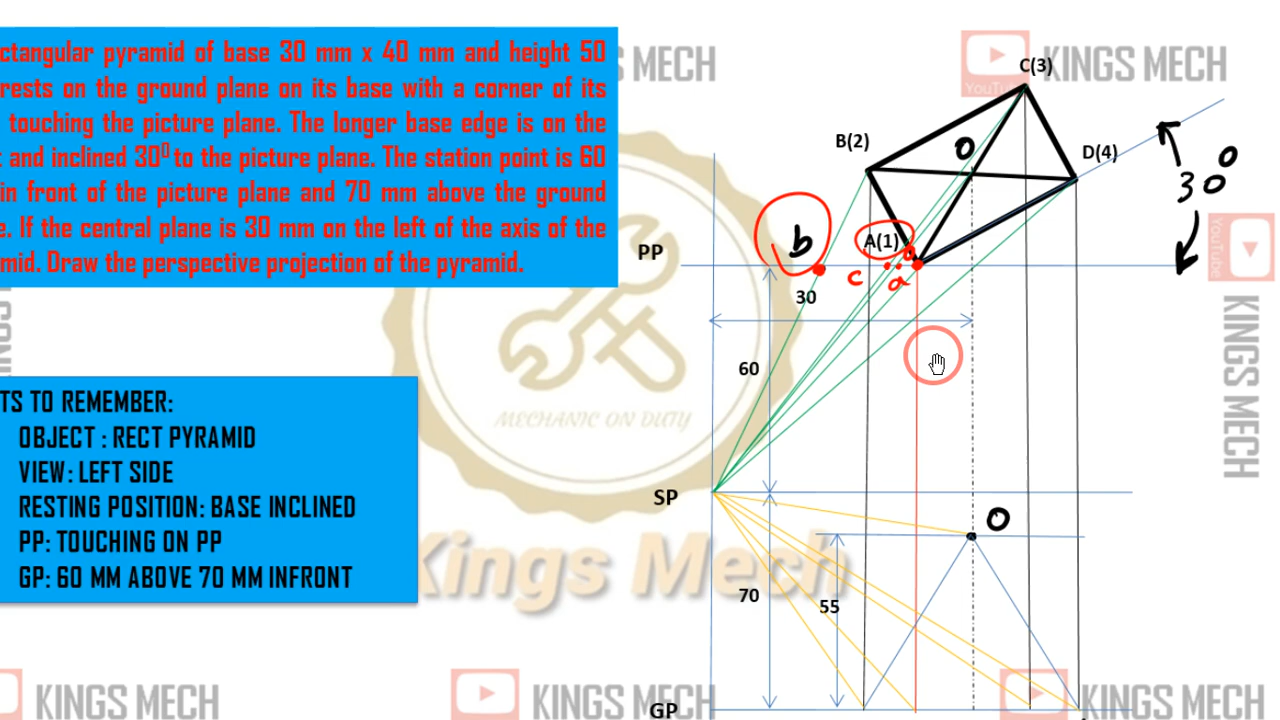 ctangular pyramid of base 30 mm x 40 mm and height 50
rests on the ground plane on its base with a corner of its
touching the picture plane. The longer base edge is on the
and inclined 30⁰ to the picture plane. The station point is 60
in front of the picture plane and 70 mm above the ground
e. If the central plane is 30 mm on the left of the axis of the
mid. Draw the perspective projection of the pyramid.
TS TO REMEMBER:
OBJECT : RECT PYRAMID
VIEW: LEFT SIDE
RESTING POSITION: BASE INCLINED
PP: TOUCHING ON PP
GP: 60 MM ABOVE 70 MM INFRONT
S MECH
KINGS MECH
YouTube
C(3)
B(2)
O
D(4)
30⁰
b
A(1)
PP
c
a
30
60
MECHANIC ON DUTY
SP
O
Kings Mech
70
55
GP
YouTube
KINGS MECH
KINGS MECH
KINGS MECH
KINGS MECH